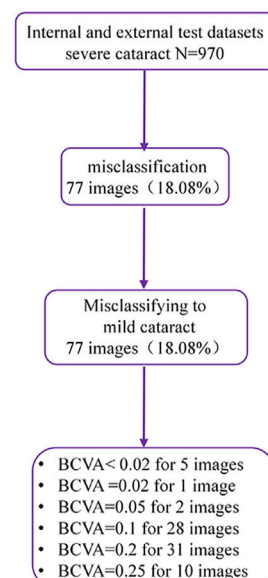 Internal and external test datasets
severe cataract N=970
misclassification
77 images（18.08%）
Misclassifying to
mild cataract
77 images（18.08%）
• BCVA< 0.02 for 5 images
• BCVA =0.02 for 1 image
• BCVA=0.05 for 2 images
• BCVA=0.1 for 28 images
• BCVA=0.2 for 31 images
• BCVA=0.25 for 10 images